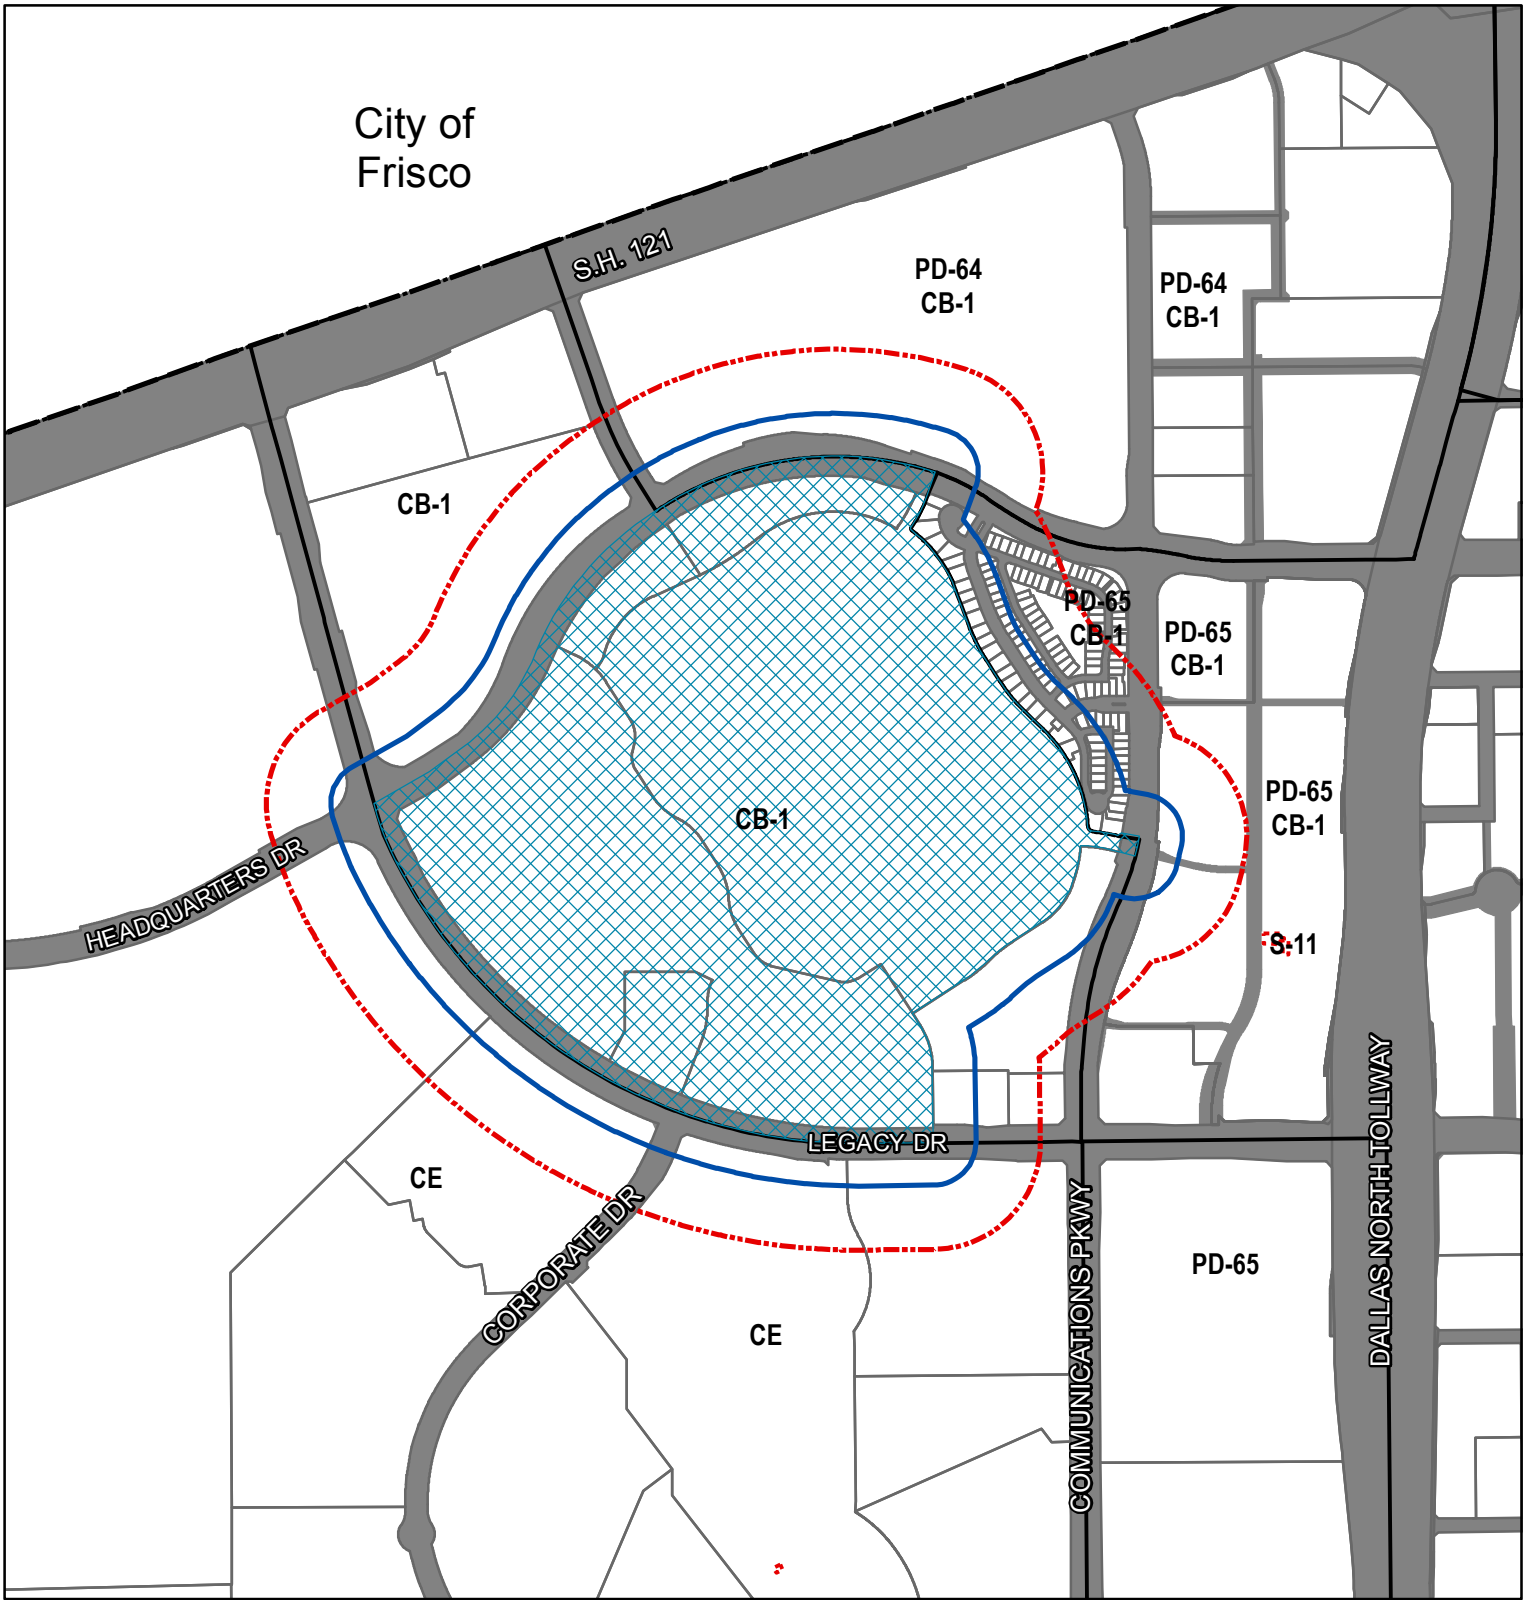 City of
Frisco
S.H. 121
PD-64
CB-1
PD-64
CB-1
CB-1
PD-65
CB-1
PD-65
CB-1
CB-1
PD-65
CB-1
HEADQUARTERS DR
S-11
LEGACY DR
CE
CORPORATE DR
COMMUNICATIONS PKWY
DALLAS NORTH TOLLWAY
PD-65
CE